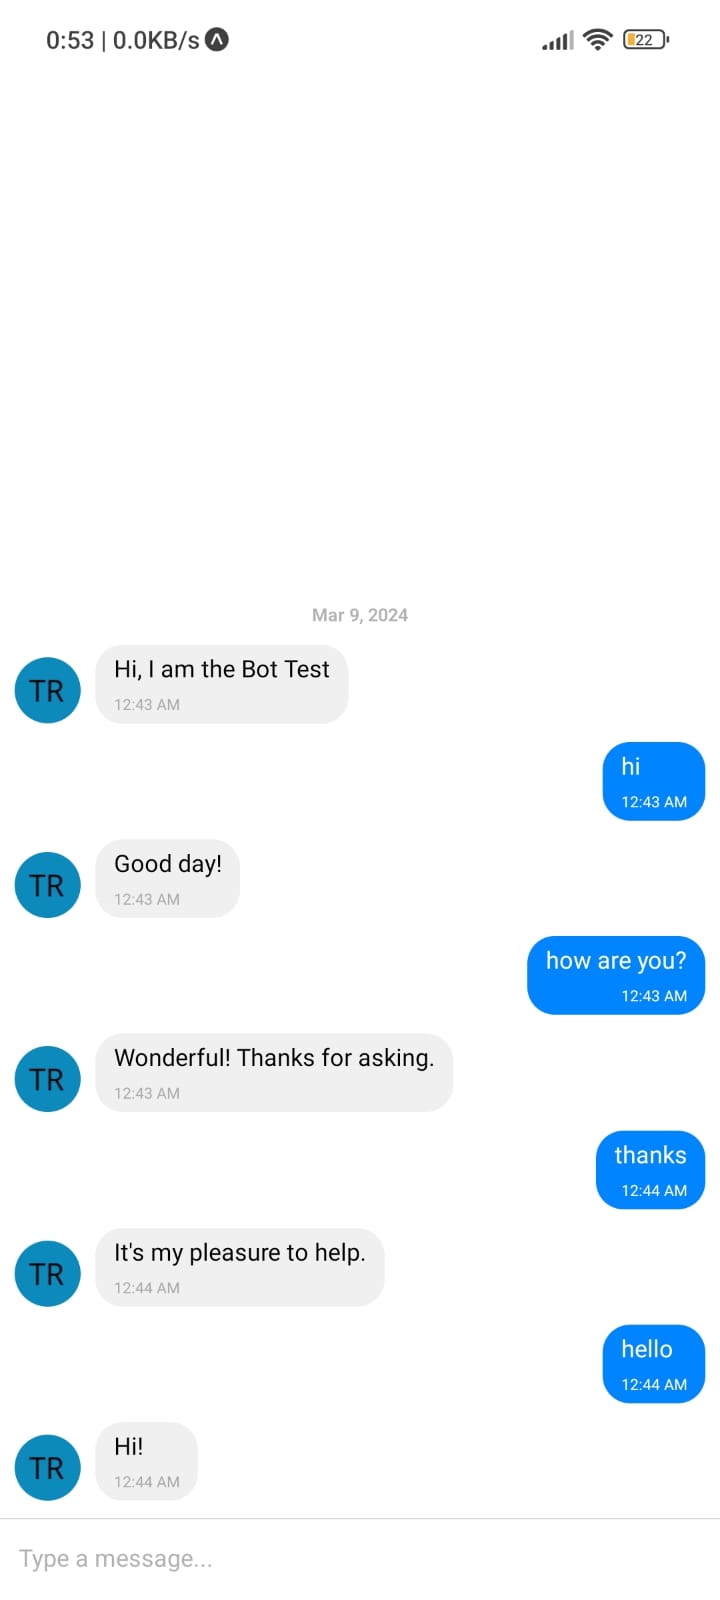 0:53 | 0.0KB/s
22
Mar 9, 2024
Hi, I am the Bot Test
12:43 AM
TR
hi
12:43 AM
Good day!
12:43 AM
TR
how are you?
12:43 AM
Wonderful! Thanks for asking.
12:43 AM
TR
thanks
12:44 AM
It's my pleasure to help.
12:44 AM
TR
hello
12:44 AM
Hi!
12:44 AM
TR
Type a message...